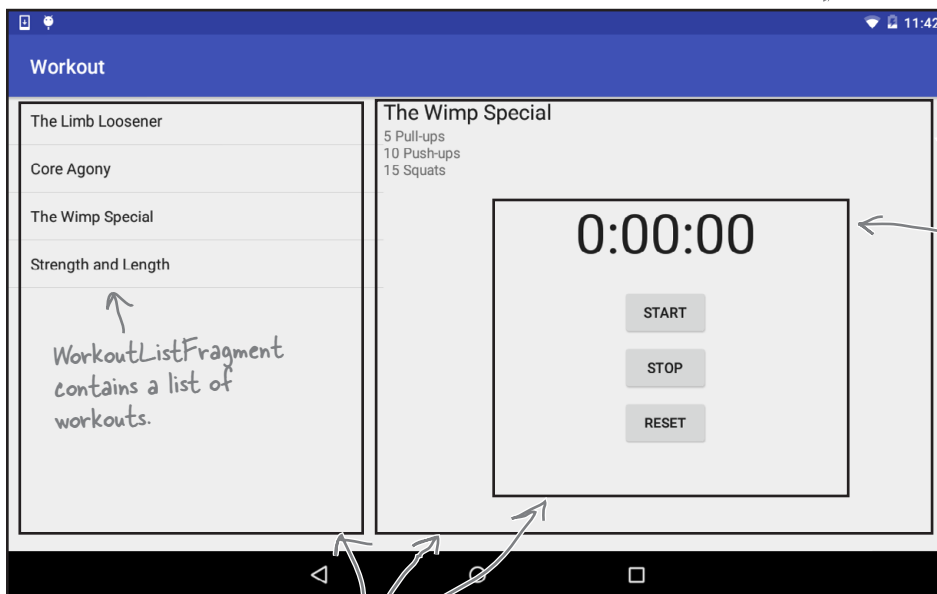 11:42
Workout
The Limb Loosener
Core Agony
The Wimp Special
Strength and Length
WorkoutListFragment
contains a list of
workouts.
The Wimp Special
5 Pull-ups
10 Push-ups
15 Squats
0:00:00
START
STOP
RESET